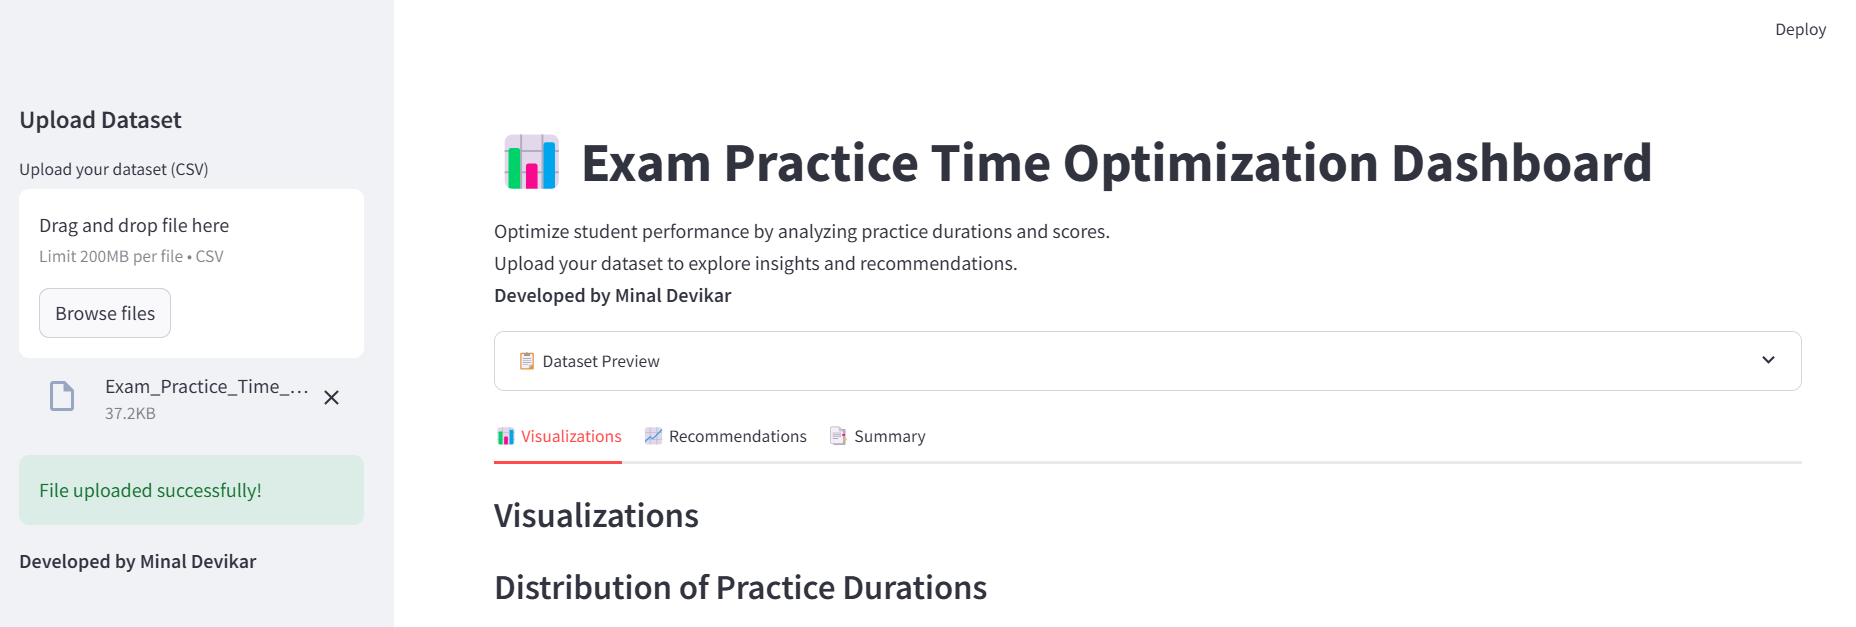 Deploy
Upload Dataset
Upload your dataset (CSV)
Drag and drop file here
Limit 200MB per file • CSV
Browse files
Exam_Practice_Time_...
37.2KB
File uploaded successfully!
Developed by Minal Devikar
Exam Practice Time Optimization Dashboard
Optimize student performance by analyzing practice durations and scores.
Upload your dataset to explore insights and recommendations.
Developed by Minal Devikar
Dataset Preview
Visualizations Recommendations Summary
Visualizations
Distribution of Practice Durations